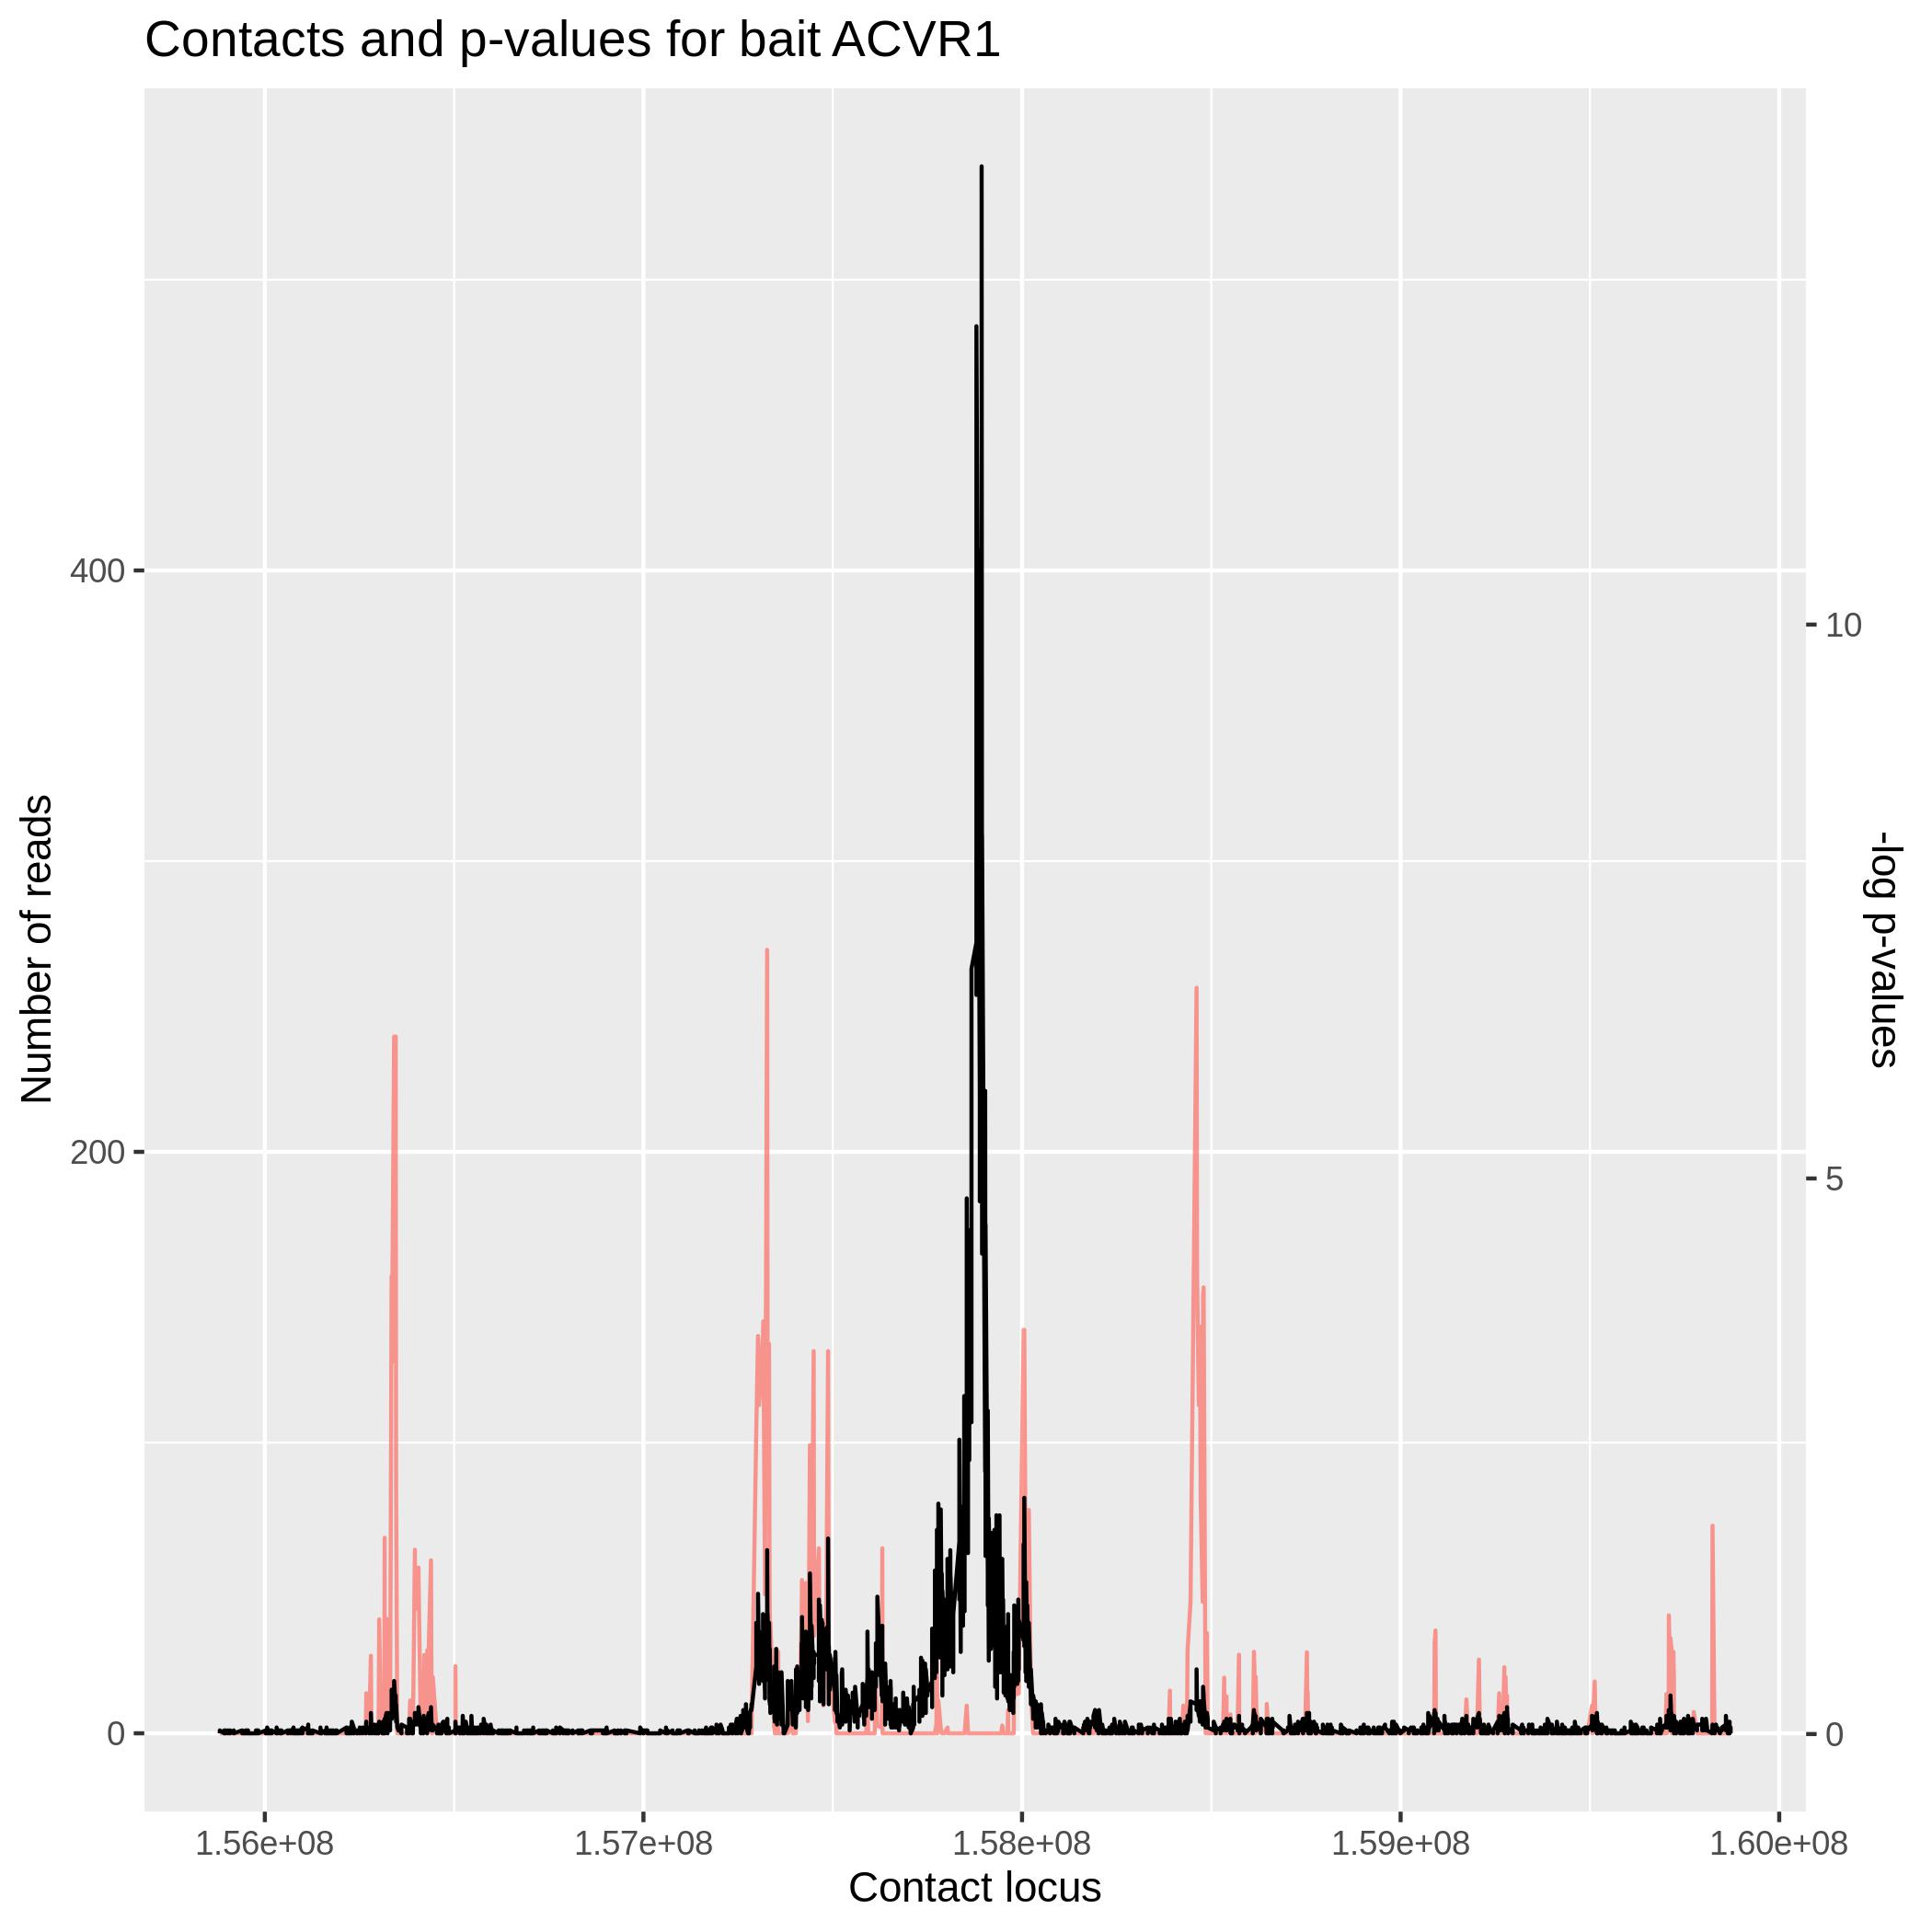 Contacts and p-values for bait ACVR1
Number of reads
400
200
0
10
5
0
-log p-values
1.56e+08
1.57e+08
1.58e+08
1.59e+08
1.60e+08
Contact locus